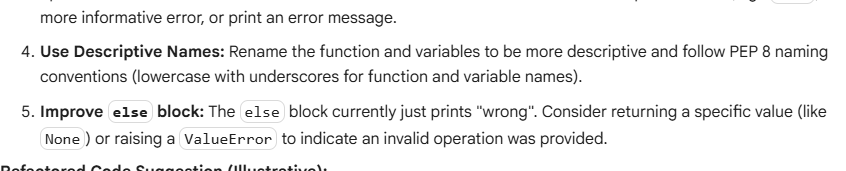 more informative error, or print an error message.
4. Use Descriptive Names: Rename the function and variables to be more descriptive and follow PEP 8 naming
conventions (lowercase with underscores for function and variable names).
5. Improve else block: The else block currently just prints "wrong". Consider returning a specific value (like
None) or raising a ValueError to indicate an invalid operation was provided.
Refactored Code Suggestion (Illustrative):